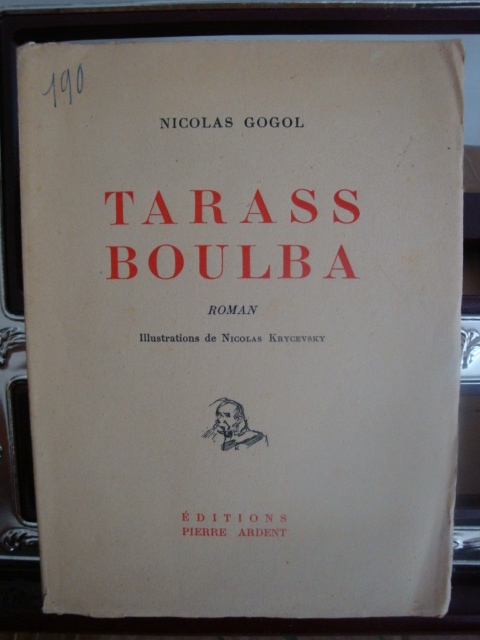 190
NICOLAS GOGOL
TARASS
BOULBA
ROMAN
Illustrations de NICOLAS KRYCEVSKY
ÉDITIONS
PIERRE ARDENT